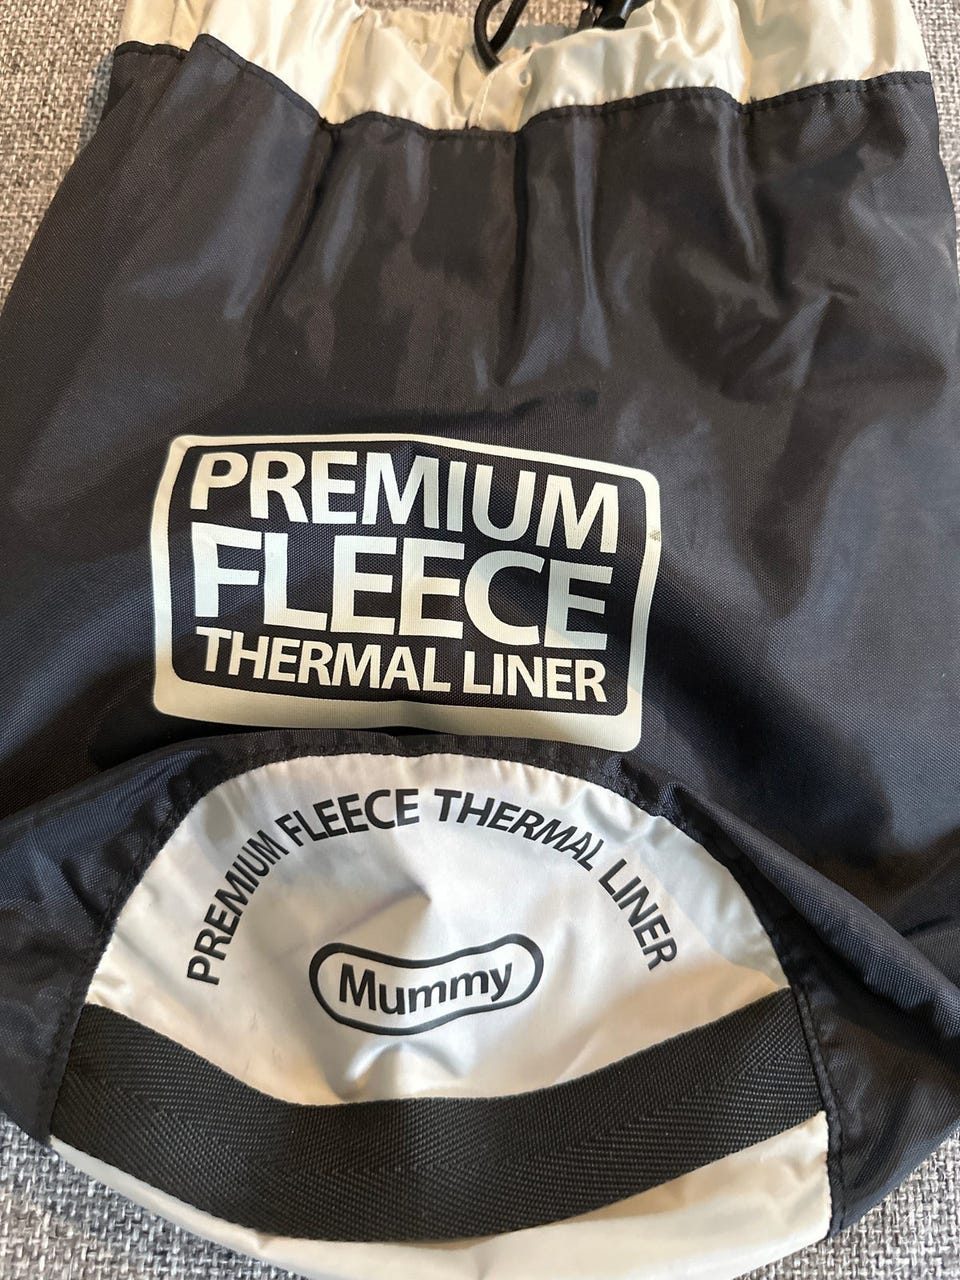 PREMIUM
FLEECE
THERMAL LINER
PREMIUM FLEECE THERMAL LINER
Mummy